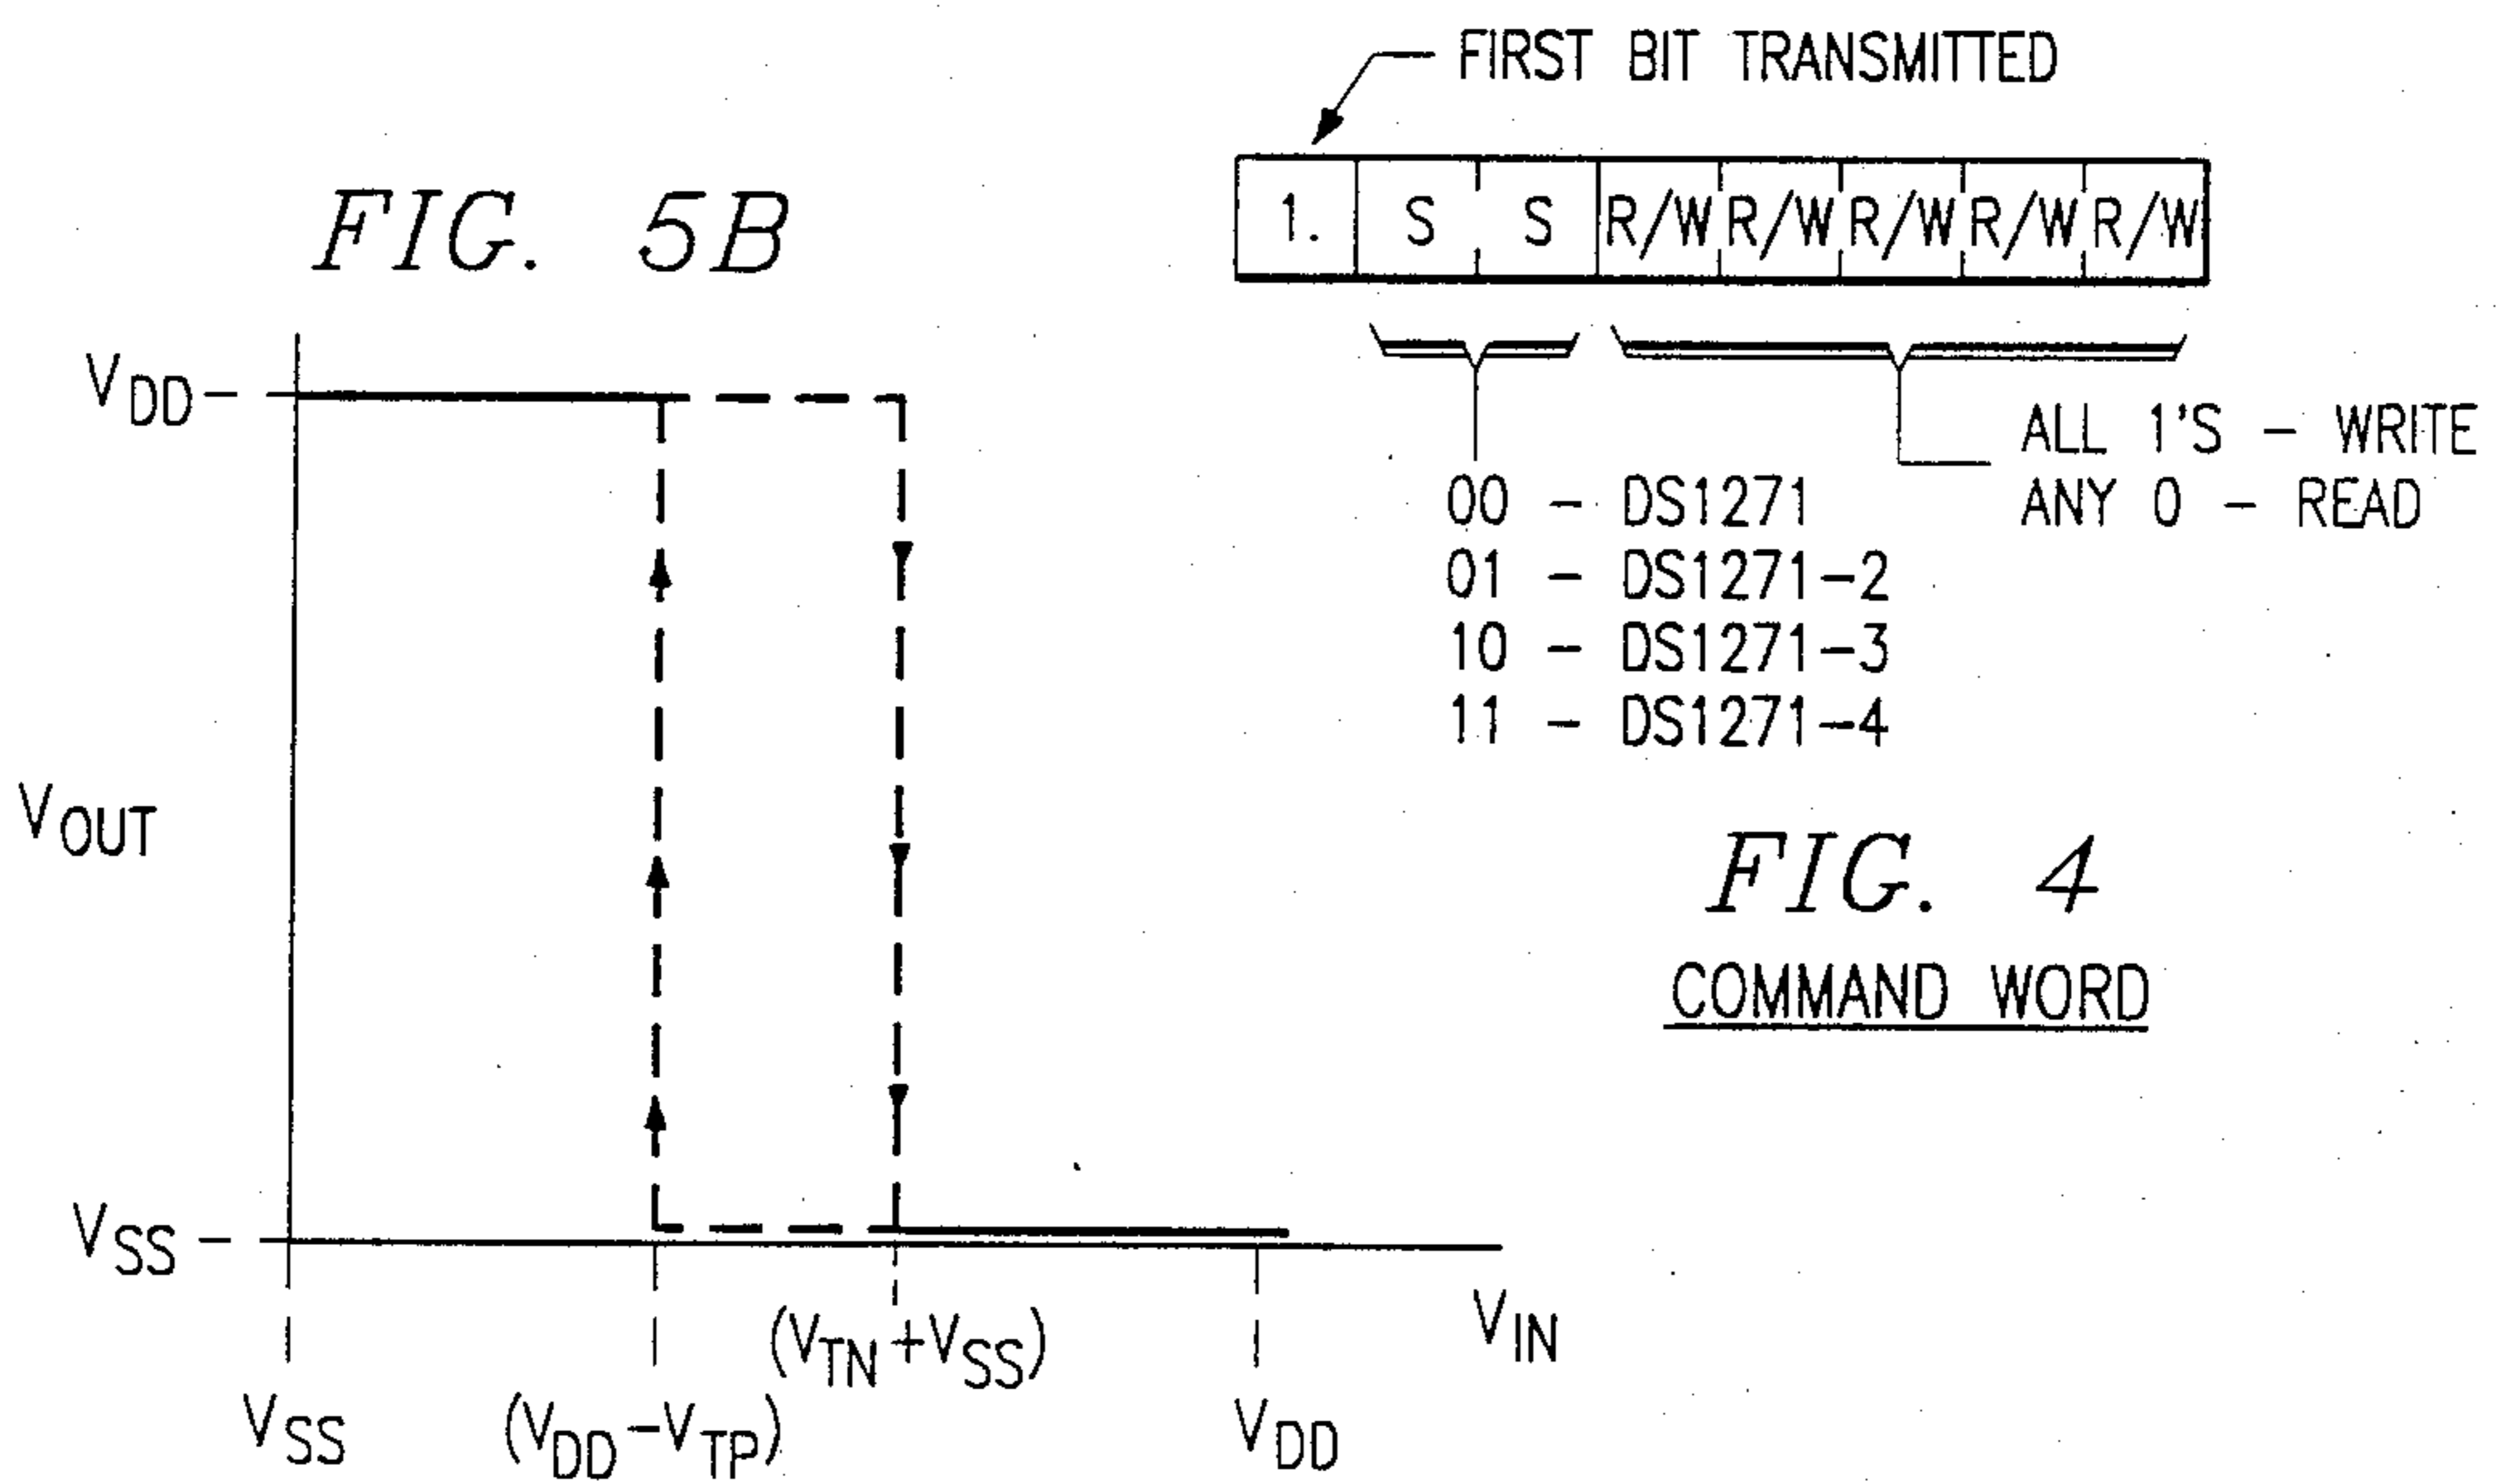 FIRST BIT TRANSMITTED
1. S S R/W R/W R/W R/W R/W
ALL 1'S - WRITE
ANY 0 - READ
00 - DS1271
01 - DS1271-2
10 - DS1271-3
11 - DS1271-4
FIG. 4
COMMAND WORD
FIG. 5B
VDD
VOUT
VSS
VSS
(VDD-VTP)
(VTN+VSS)
VDD
VIN